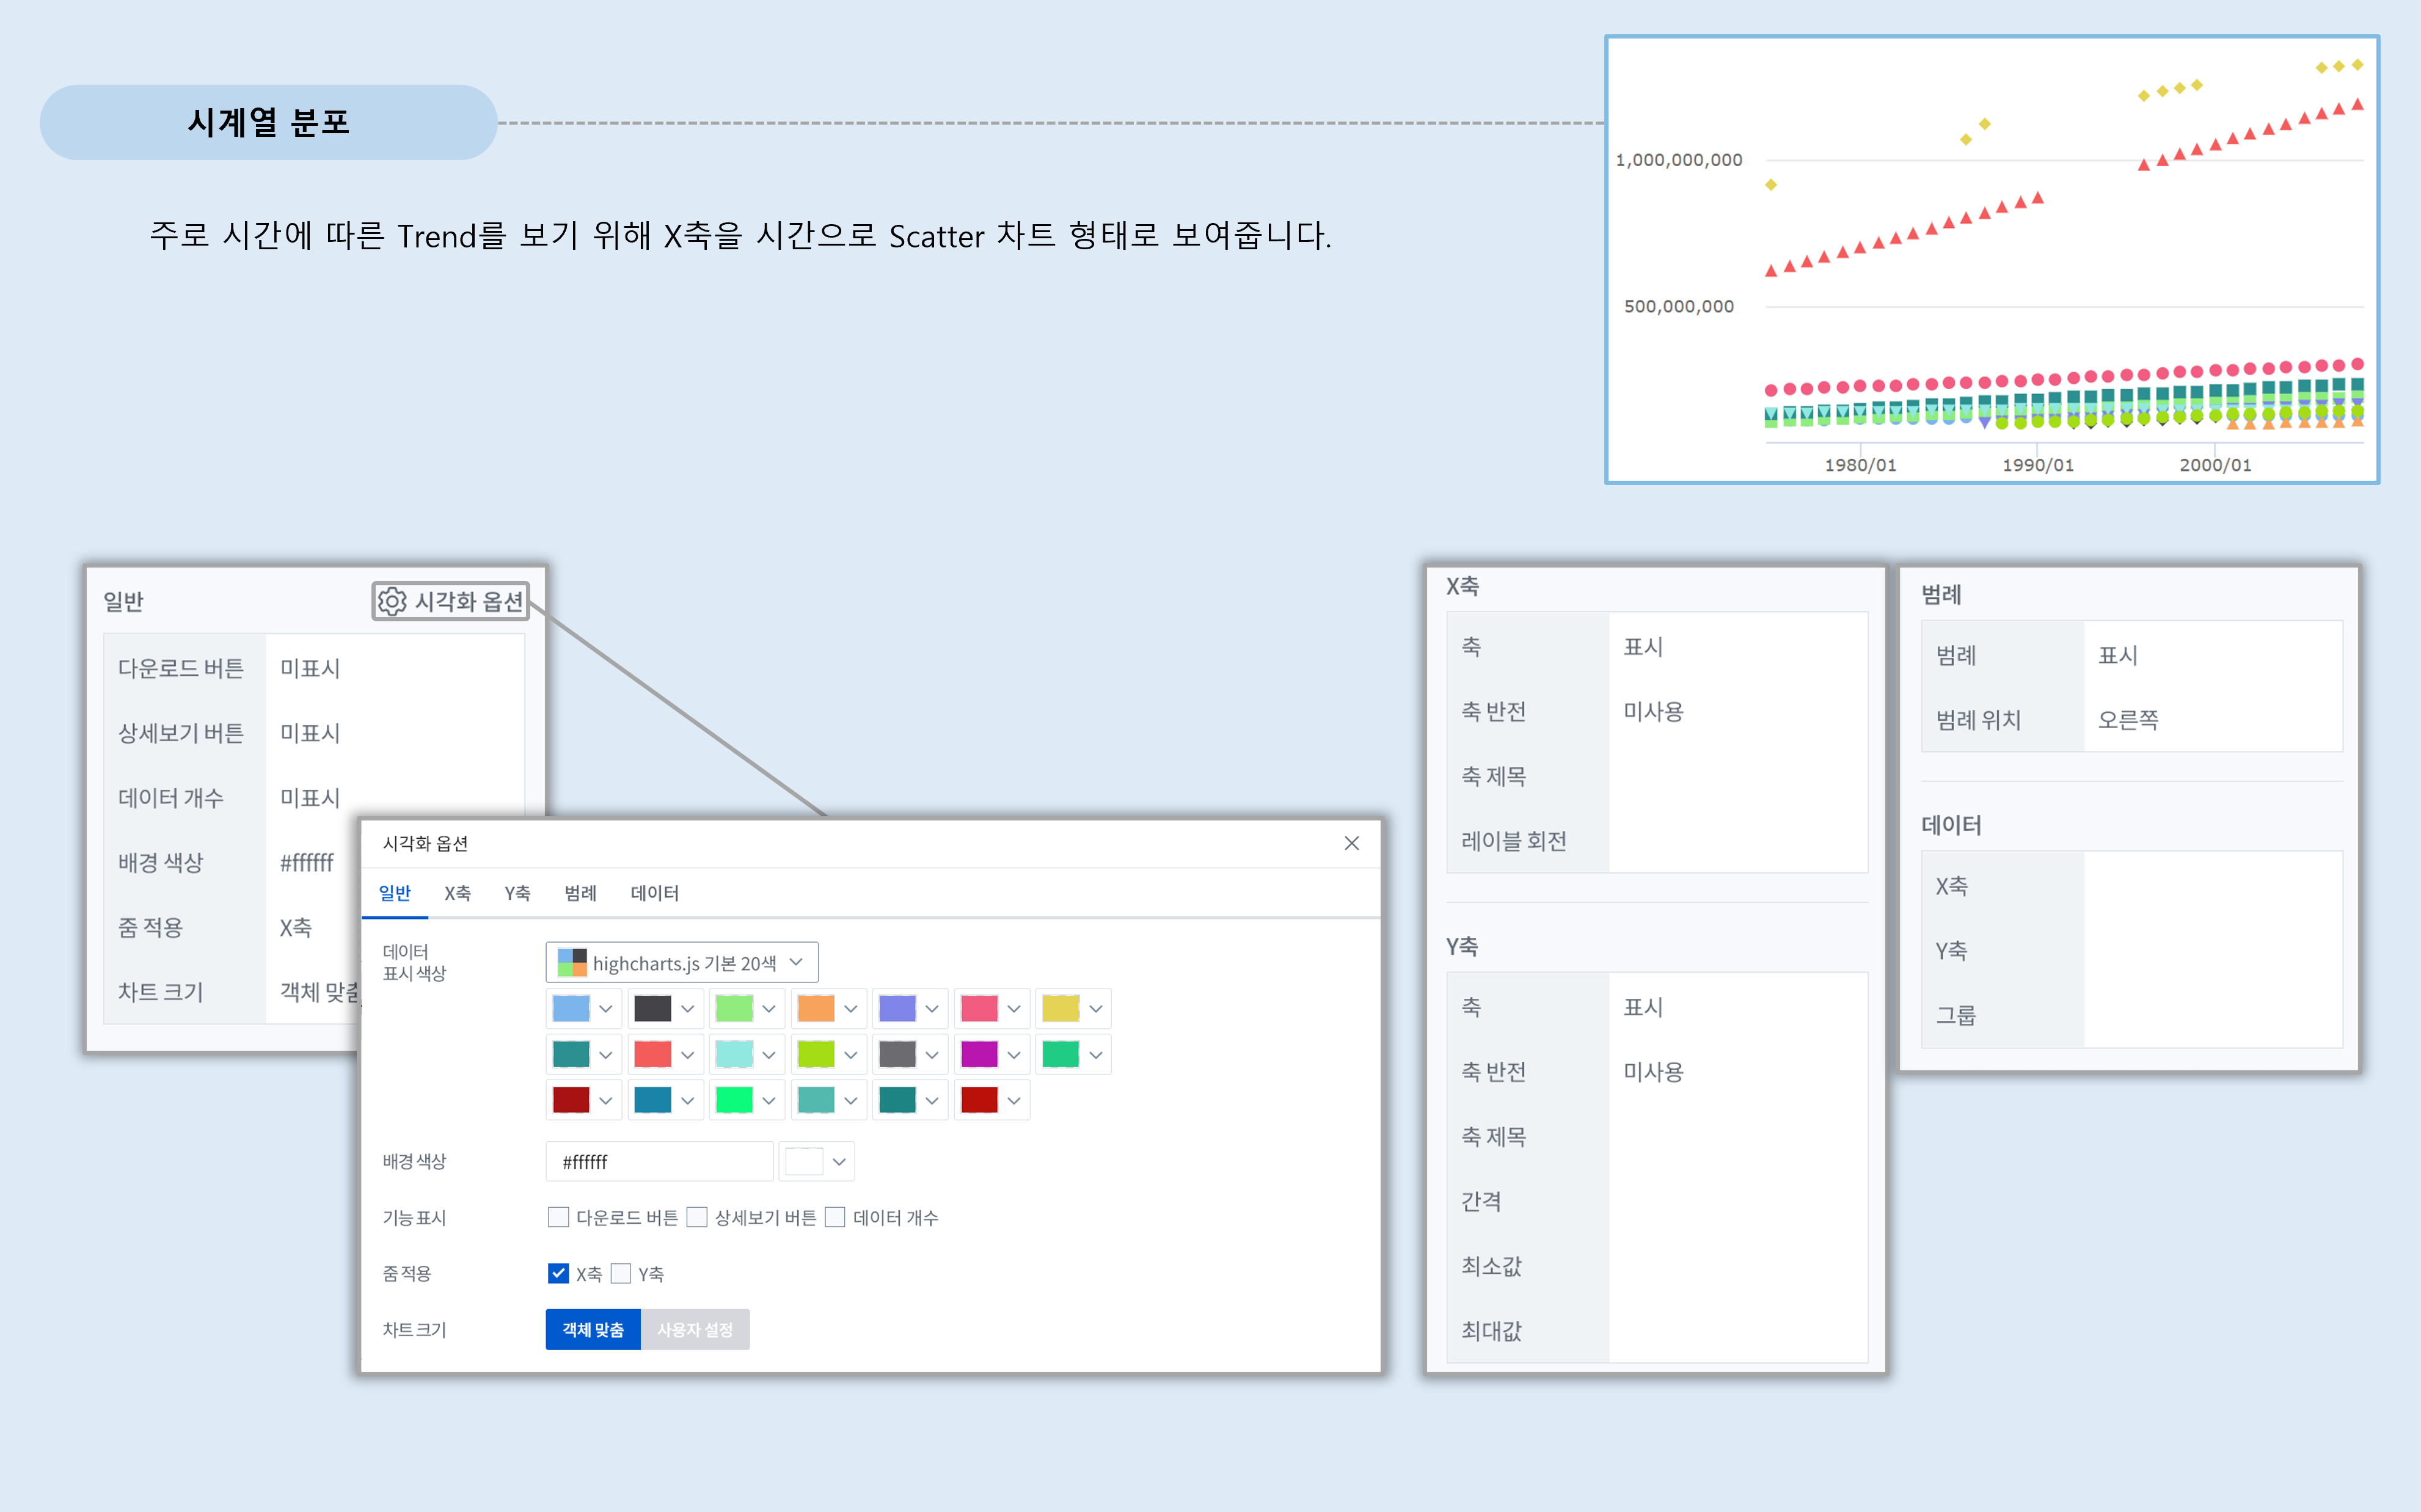 시계열 분포
주로 시간에 따른 Trend를 보기 위해 X축을 시간으로 Scatter 차트 형태로 보여줍니다.
1,000,000,000
500,000,000
1980/01 1990/01 2000/01
일반 시각화 옵션
다운로드 버튼 미표시
상세보기 버튼 미표시
데이터 개수 미표시
배경 색상 #ffffff
줌 적용 X축
차트 크기 객체 맞춤
시각화 옵션
일반 X축 Y축 범례 데이터
데이터
표시 색상
highcharts.js 기본 20색
배경 색상 #ffffff
기능 표시 다운로드 버튼 상세보기 버튼 데이터 개수
줌 적용 X축 Y축
차트 크기 객체 맞춤 사용자 설정
X축
축 표시
축 반전 미사용
축 제목
레이블 회전
Y축
축 표시
축 반전 미사용
축 제목
간격
최소값
최대값
범례
범례 표시
범례 위치 오른쪽
데이터
X축
Y축
그룹